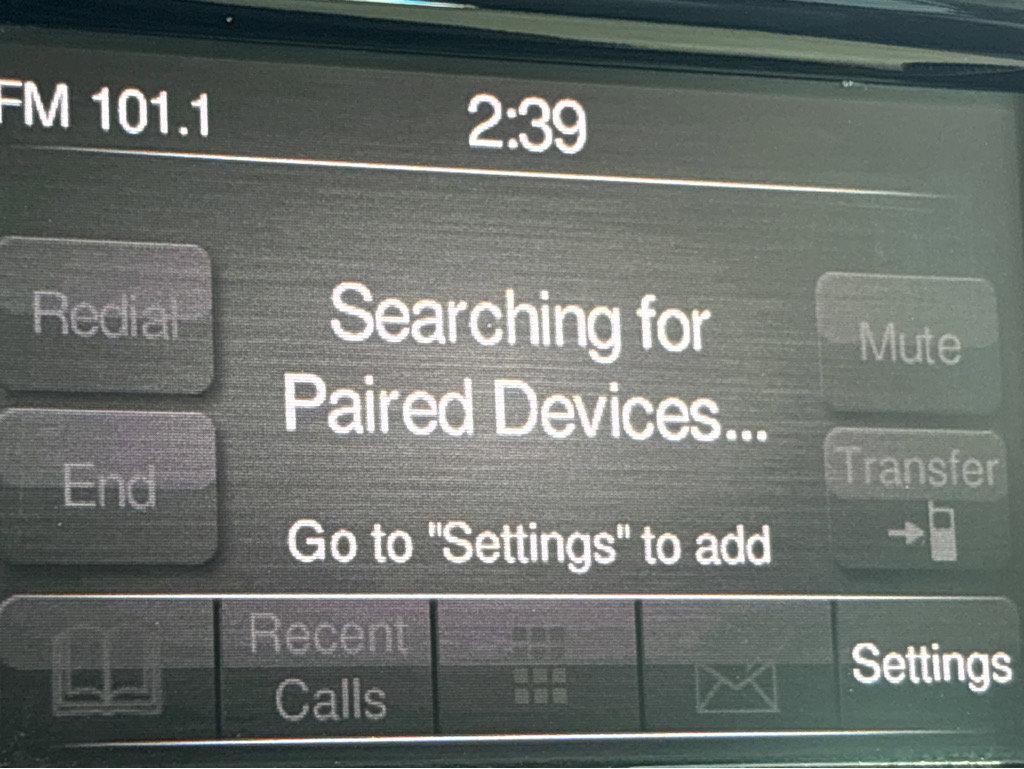 FM 101.1
2:39
Redial
Searching for
Paired Devices...
Mute
End
Transfer
Go to "Settings" to add
Recent
Calls
Settings